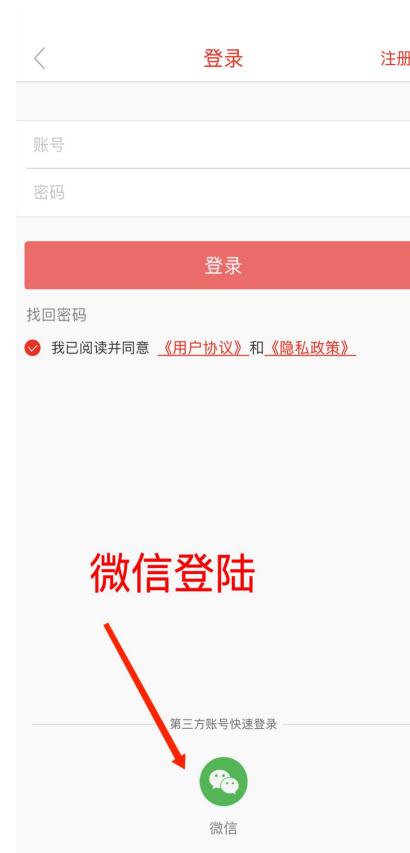 登录 注册
账号
密码
登录
找回密码
我已阅读并同意 《用户协议》和《隐私政策》
微信登陆
第三方账号快速登录
微信